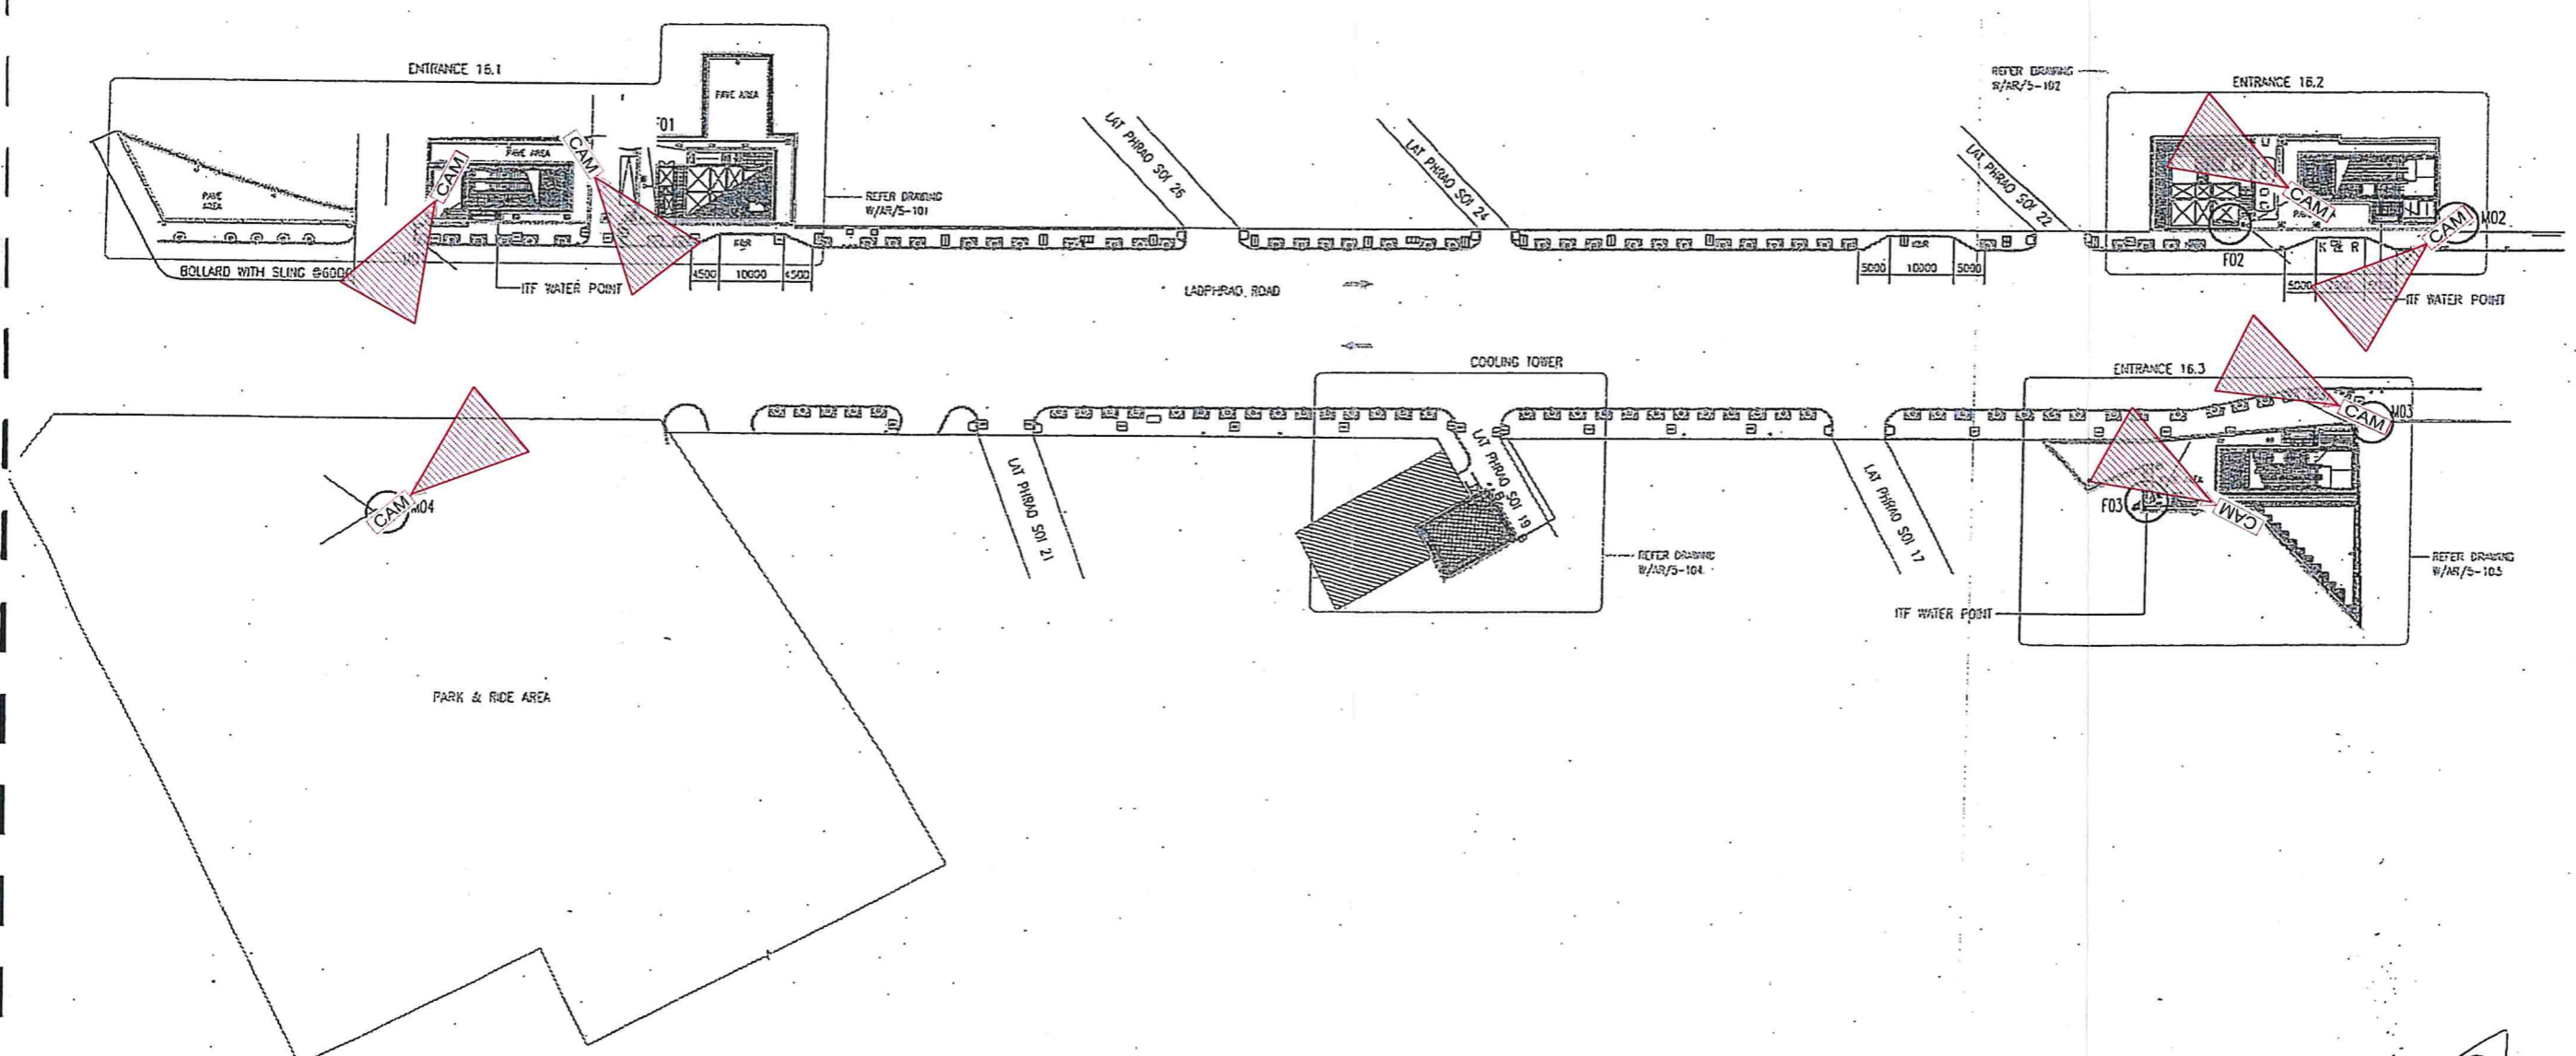 ENTRANCE 16.1
PAVE AREA
F01
PAVE AREA
CAM
CAM
PAVE
AREA
REFER DRAWING
W/AR/5-101
K&R
BOLLARD WITH SLING @6000
ITF WATER POINT
4500 10000 4500
LAT PHRAO SOI 26
LAT PHRAO SOI 24
LAT PHRAO SOI 22
LADPHRAO ROAD
K&R
5000 10000 5000
REFER DRAWING
W/AR/5-102
ENTRANCE 16.2
CAM
CAM
M02
F02
K & R
5000
ITF WATER POINT
COOLING TOWER
ENTRANCE 16.3
CAM
M03
CAM
M04
LAT PHRAO SOI 21
LAT PHRAO SOI 19
LAT PHRAO SOI 17
F03
CAM
REFER DRAWING
W/AR/5-104
REFER DRAWING
W/AR/5-103
ITF WATER POINT
PARK & RIDE AREA